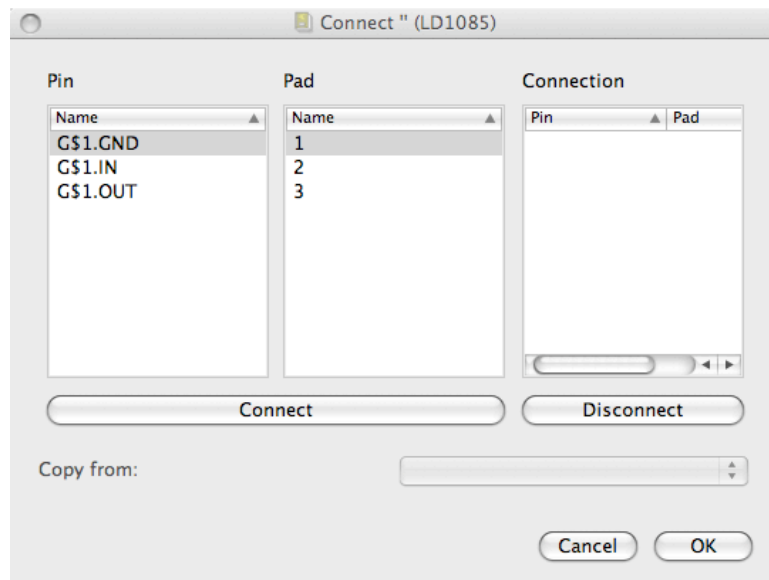 Connect '' (LD1085)
Pin
Pad
Connection
Name
Name
Pin
Pad
G$1.GND
1
G$1.IN
2
G$1.OUT
3
Connect
Disconnect
Copy from:
Cancel
OK